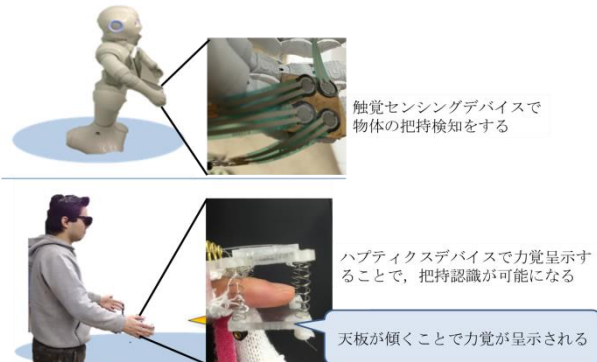 触覚センシングデバイスで
物体の把持検知をする
ハプティクスデバイスで力覚呈示す
ることで，把持認識が可能になる
天板が傾くことで力覚が呈示される